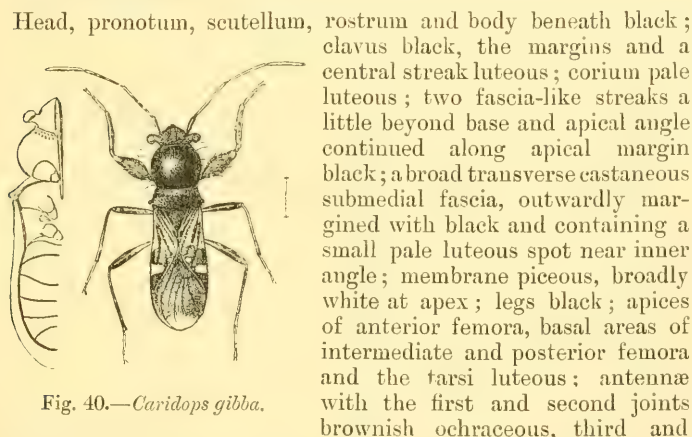 Head, pronotum, scutellum, rostrum and body beneath black;
clavus black, the margins and a
central streak luteous; corium pale
luteous; two fascia-like streaks a
little beyond base and apical angle
continued along apical margin
black; a broad transverse castaneous
submedial fascia, outwardly mar-
gined with black and containing a
small pale luteous spot near inner
angle; membrane piceous, broadly
white at apex; legs black; apices
of anterior femora, basal areas of
intermediate and posterior femora
and the tarsi luteous; antennæ
with the first and second joints
brownish ochraceous, third and
Fig. 40.—Caridops gibba.